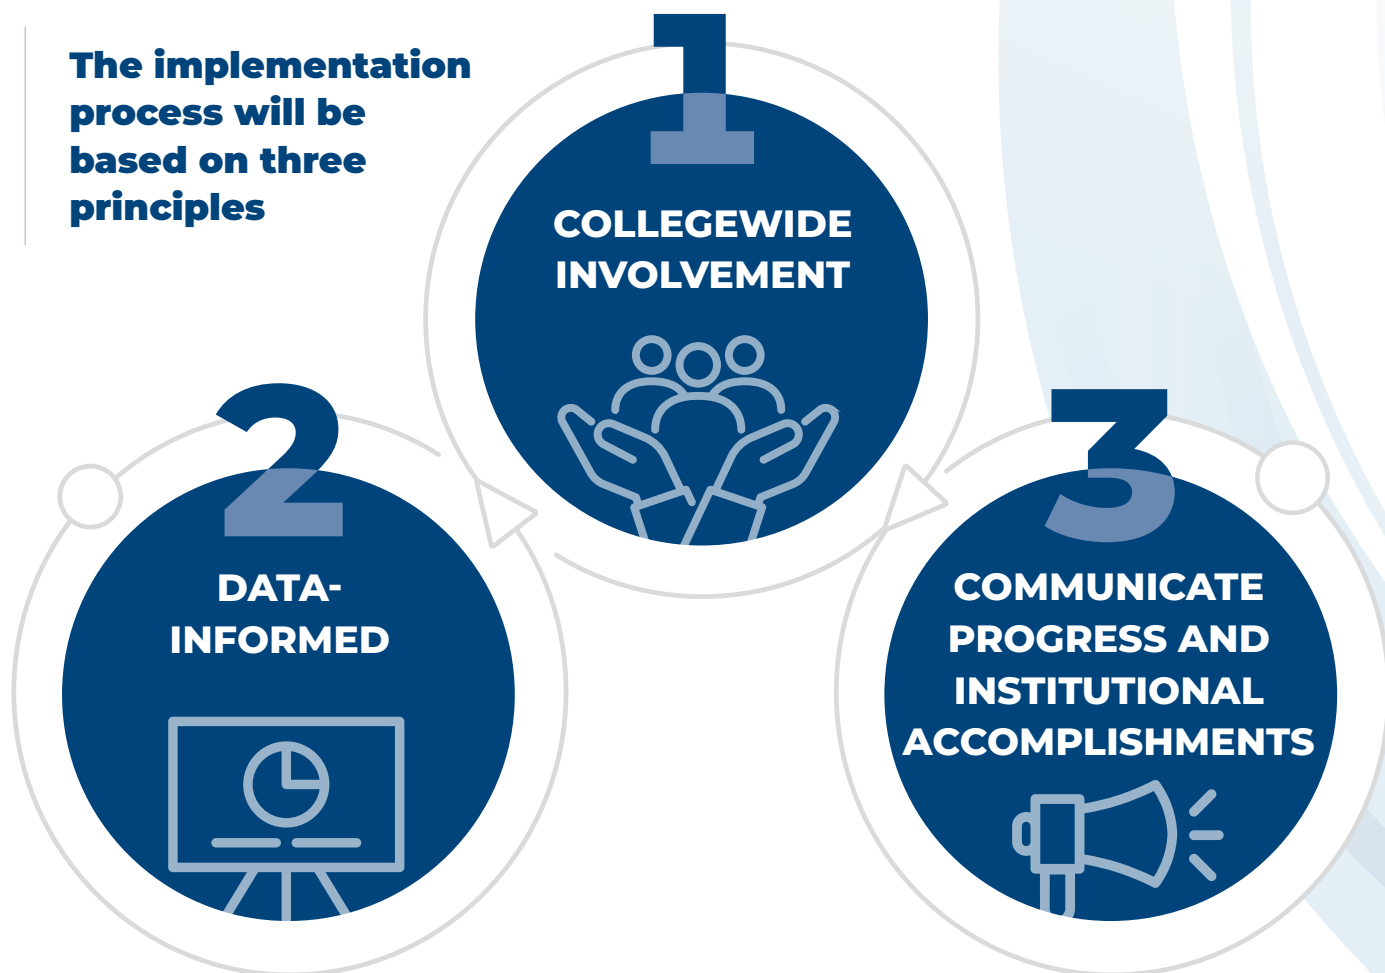 The implementation
process will be
based on three
principles
1
COLLEGEWIDE
INVOLVEMENT
2
DATA-
INFORMED
3
COMMUNICATE
PROGRESS AND
INSTITUTIONAL
ACCOMPLISHMENTS